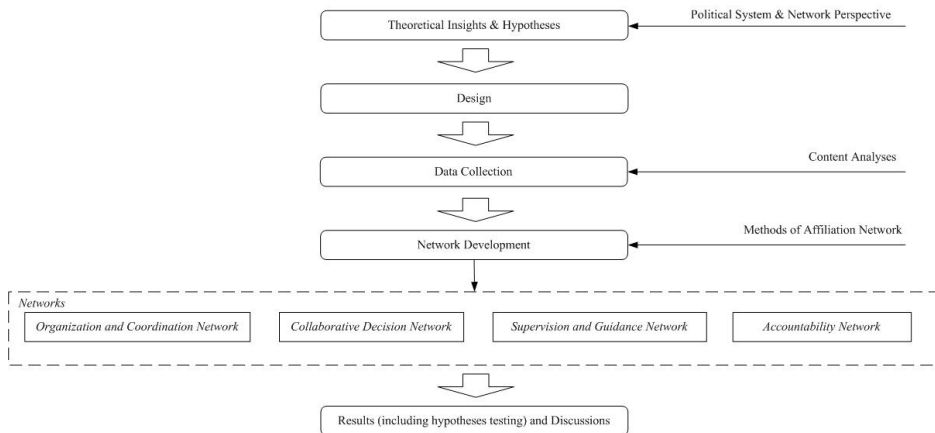 Theoretical Insights & Hypotheses
Political System & Network Perspective
Design
Data Collection
Content Analyses
Network Development
Methods of Affiliation Network
Networks
Organization and Coordination Network
Collaborative Decision Network
Supervision and Guidance Network
Accountability Network
Results (including hypotheses testing) and Discussions